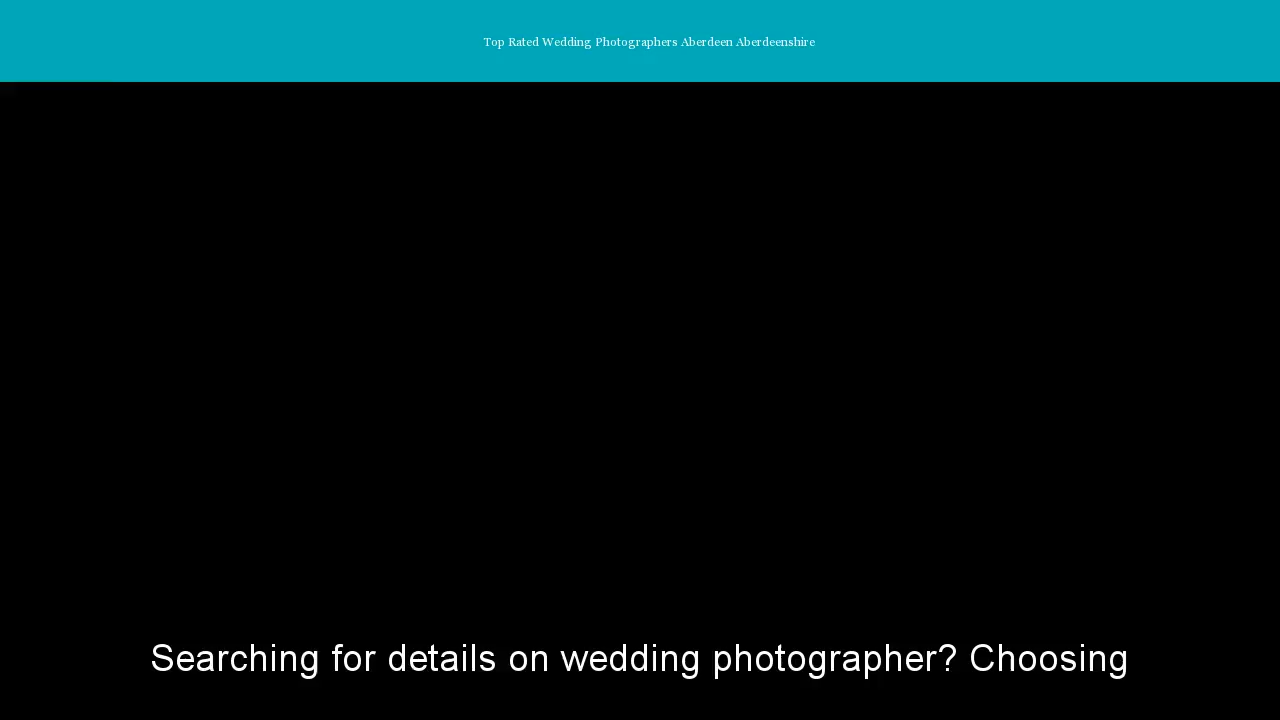 Top Rated Wedding Photographers Aberdeen Aberdeenshire
Searching for details on wedding photographer? Choosing